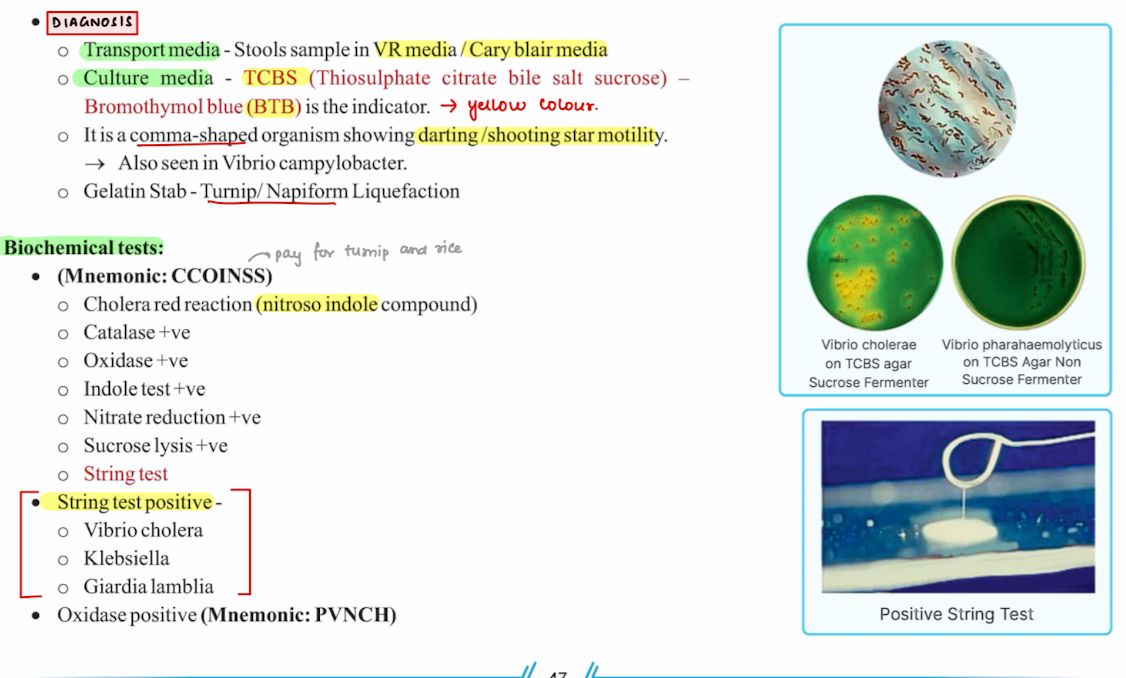 • DIAGNOSIS
○ Transport media - Stools sample in VR media / Cary blair media
○ Culture media - TCBS (Thiosulphate citrate bile salt sucrose) –
Bromothymol blue (BTB) is the indicator. → yellow colour.
○ It is a comma-shaped organism showing darting /shooting star motility.
→ Also seen in Vibrio campylobacter.
○ Gelatin Stab - Turnip/ Napiform Liquefaction
Biochemical tests:
pay for turnip and rice
• (Mnemonic: CCOINSS)
○ Cholera red reaction (nitroso indole compound)
○ Catalase +ve
○ Oxidase +ve
○ Indole test +ve
○ Nitrate reduction +ve
○ Sucrose lysis +ve
○ String test
• String test positive -
○ Vibrio cholera
○ Klebsiella
○ Giardia lamblia
• Oxidase positive (Mnemonic: PVNCH)
Vibrio cholerae
on TCBS agar
Sucrose Fermenter
Vibrio pharahaemolyticus
on TCBS Agar Non
Sucrose Fermenter
Positive String Test
47